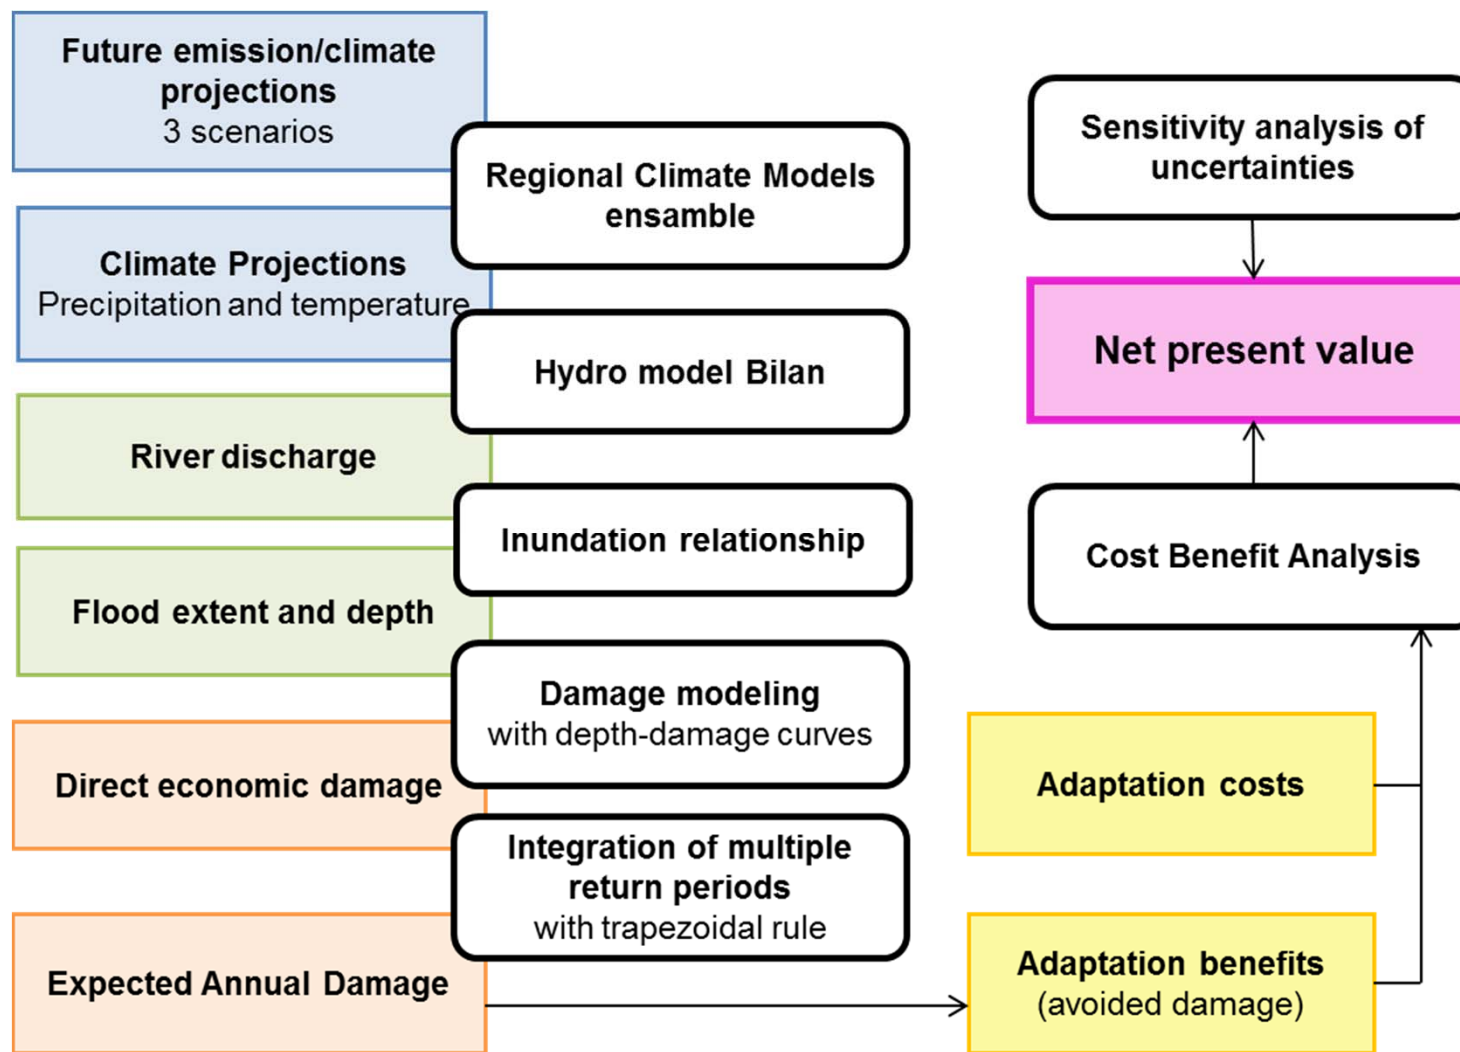 Future emission/climate
projections
3 scenarios
Regional Climate Models
ensamble
Climate Projections
Precipitation and temperature
Hydro model Bilan
River discharge
Inundation relationship
Flood extent and depth
Damage modeling
with depth-damage curves
Direct economic damage
Integration of multiple
return periods
with trapezoidal rule
Expected Annual Damage
Sensitivity analysis of
uncertainties
Net present value
Cost Benefit Analysis
Adaptation costs
Adaptation benefits
(avoided damage)